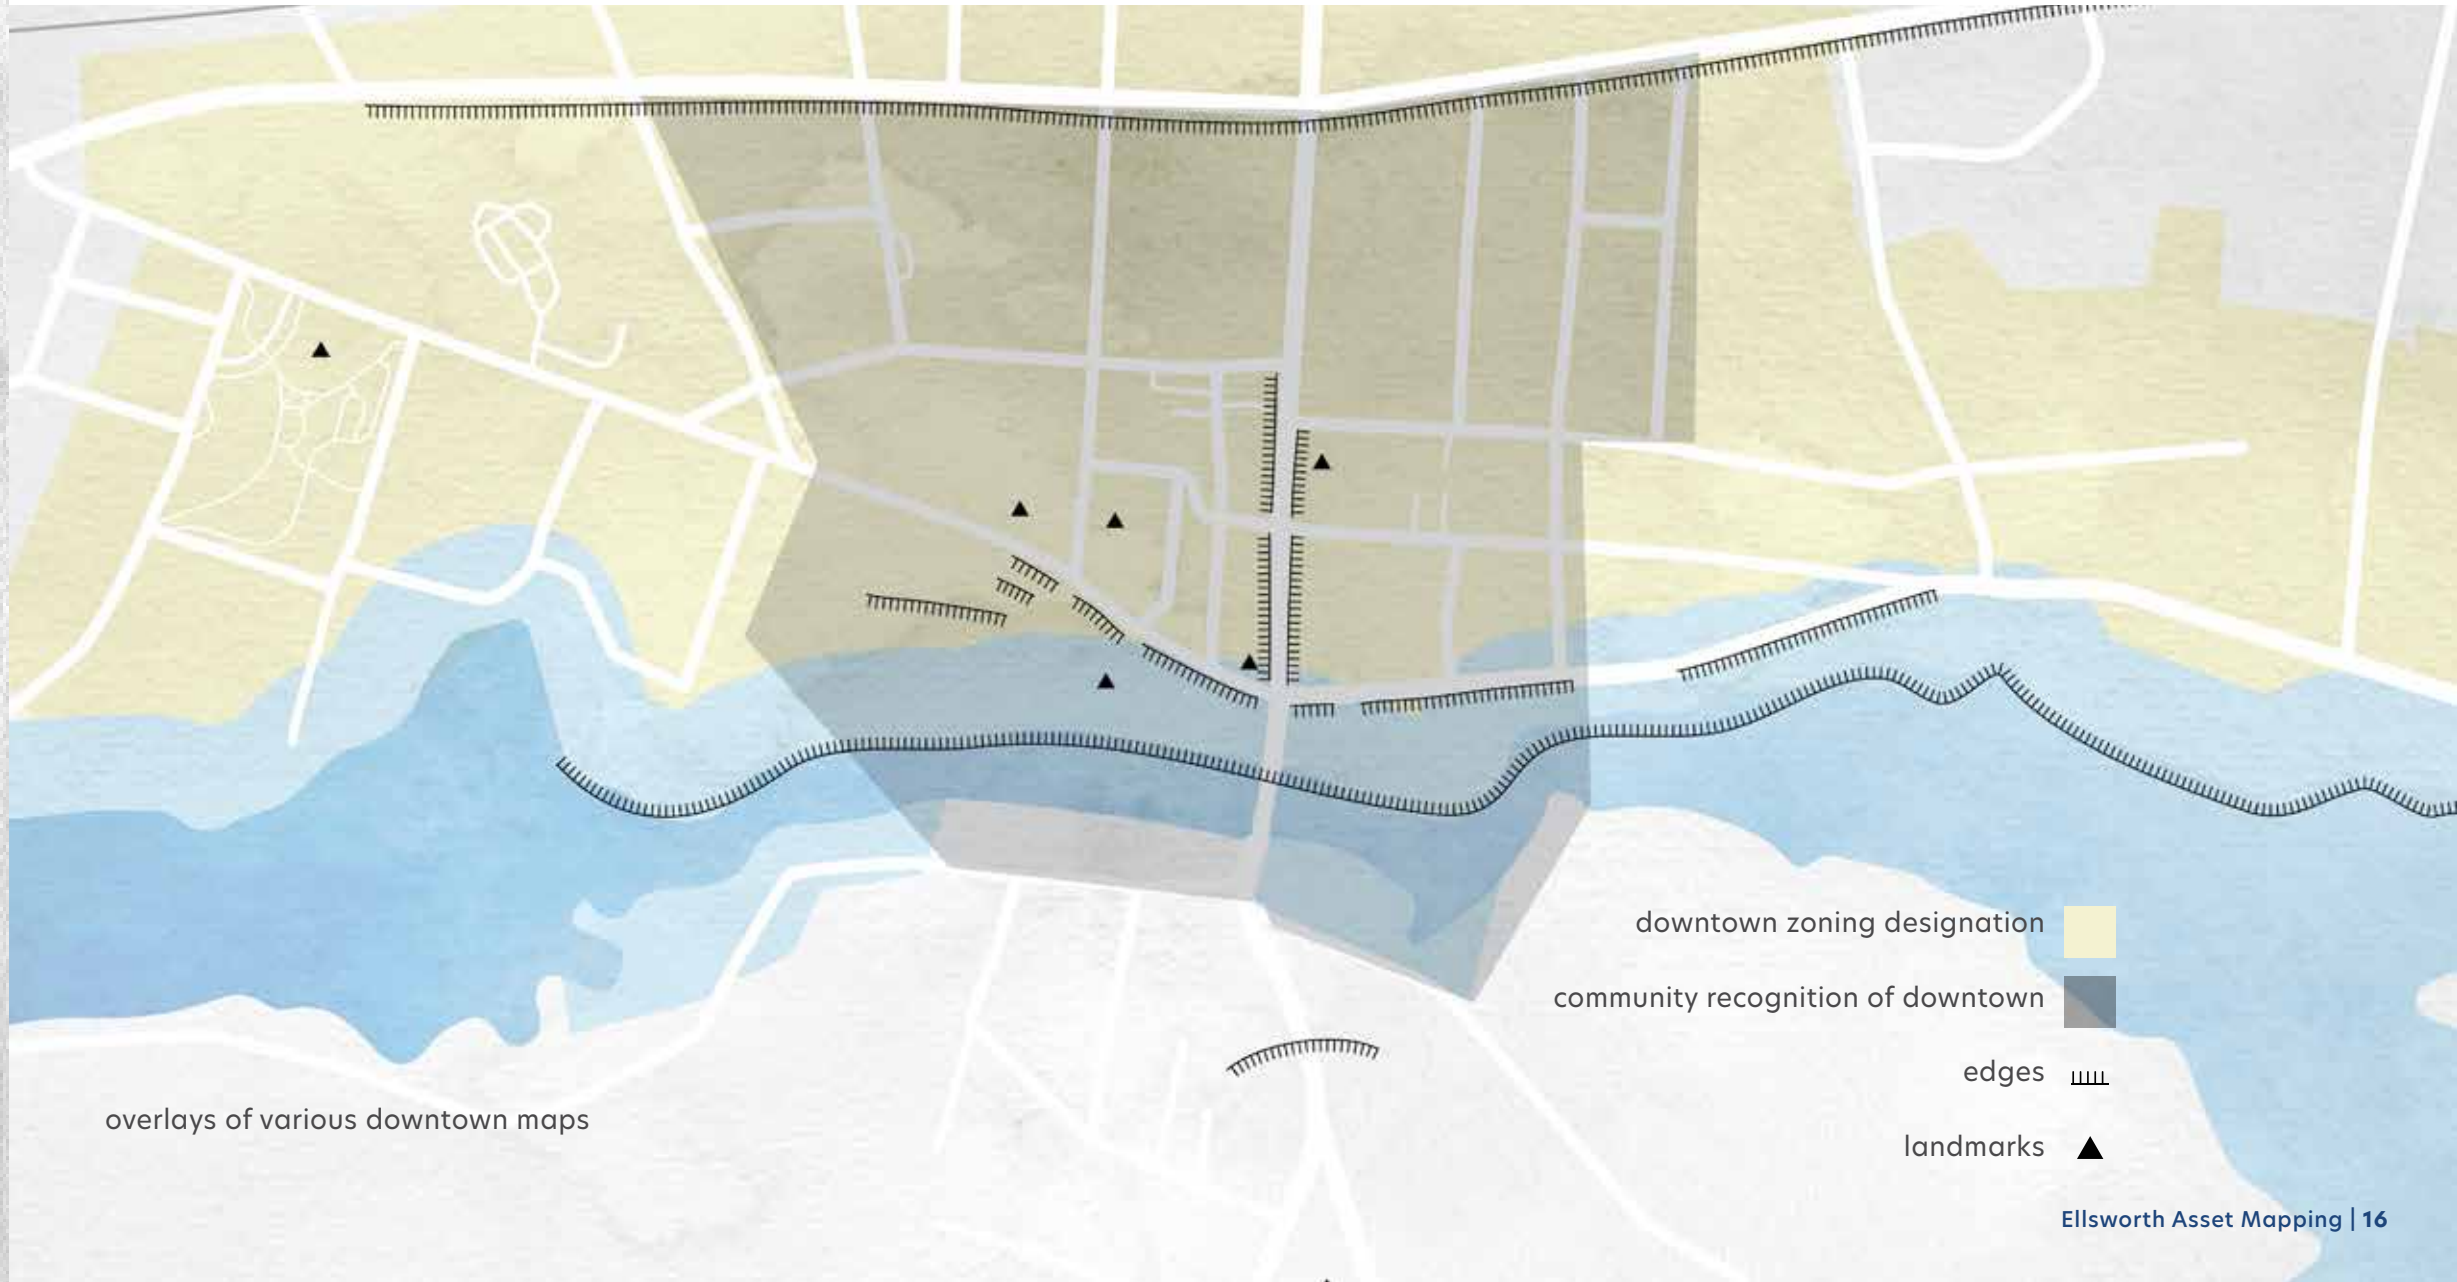 downtown zoning designation
community recognition of downtown
edges
landmarks
overlays of various downtown maps
Ellsworth Asset Mapping | 16